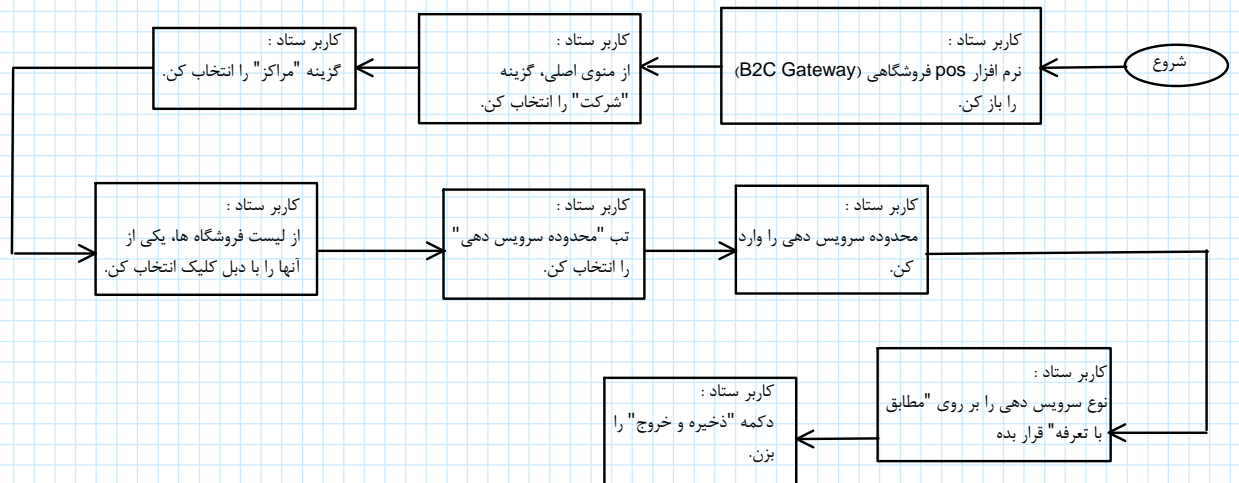 شروع
کاربر ستاد :
نرم افزار pos فروشگاهی (B2C Gateway)
را باز کن.
کاربر ستاد :
از منوی اصلی، گزینه
"شرکت" را انتخاب کن.
کاربر ستاد :
گزینه "مراکز" را انتخاب کن.
کاربر ستاد :
از لیست فروشگاه ها، یکی از
آنها را با دبل کلیک انتخاب کن.
کاربر ستاد :
تب "محدوده سرویس دهی"
را انتخاب کن.
کاربر ستاد :
محدوده سرویس دهی را وارد
کن.
کاربر ستاد :
نوع سرویس دهی را بر روی "مطابق
با تعرفه" قرار بده
کاربر ستاد :
دکمه "ذخیره و خروج" را
بزن.